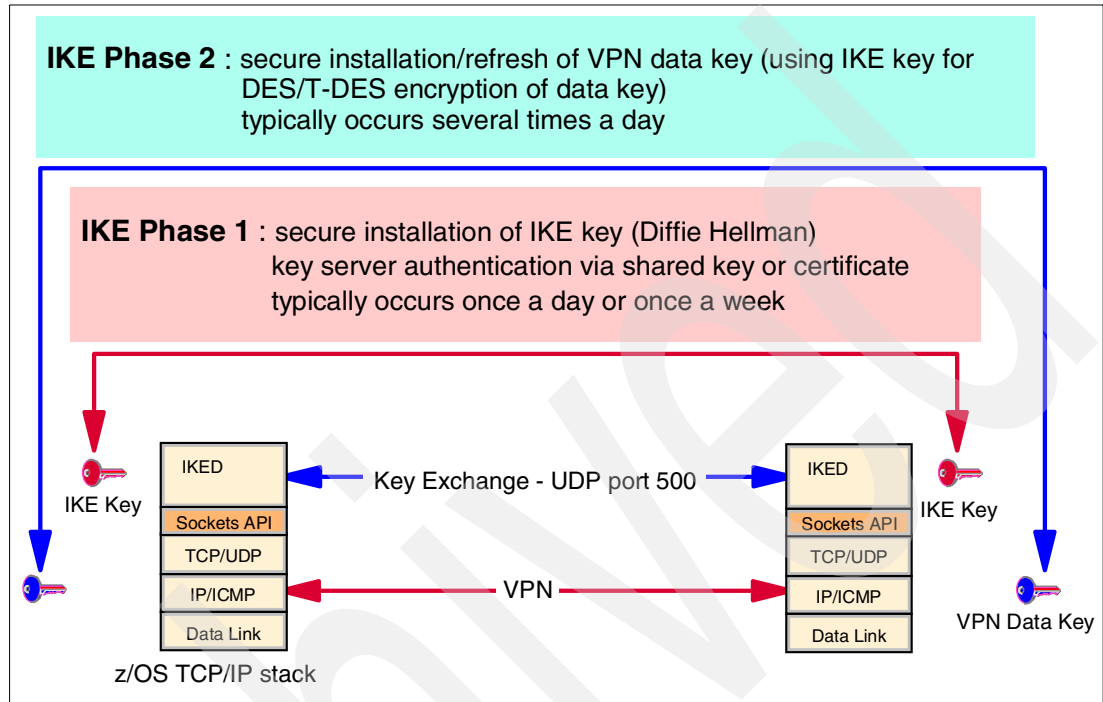 IKE Phase 2 : secure installation/refresh of VPN data key (using IKE key for
DES/T-DES encryption of data key)
typically occurs several times a day
IKE Phase 1 : secure installation of IKE key (Diffie Hellman)
key server authentication via shared key or certificate
typically occurs once a day or once a week
IKE Key
IKED
Sockets API
TCP/UDP
IP/ICMP
Data Link
z/OS TCP/IP stack
Key Exchange - UDP port 500
VPN
IKED
Sockets API
TCP/UDP
IP/ICMP
Data Link
IKE Key
VPN Data Key